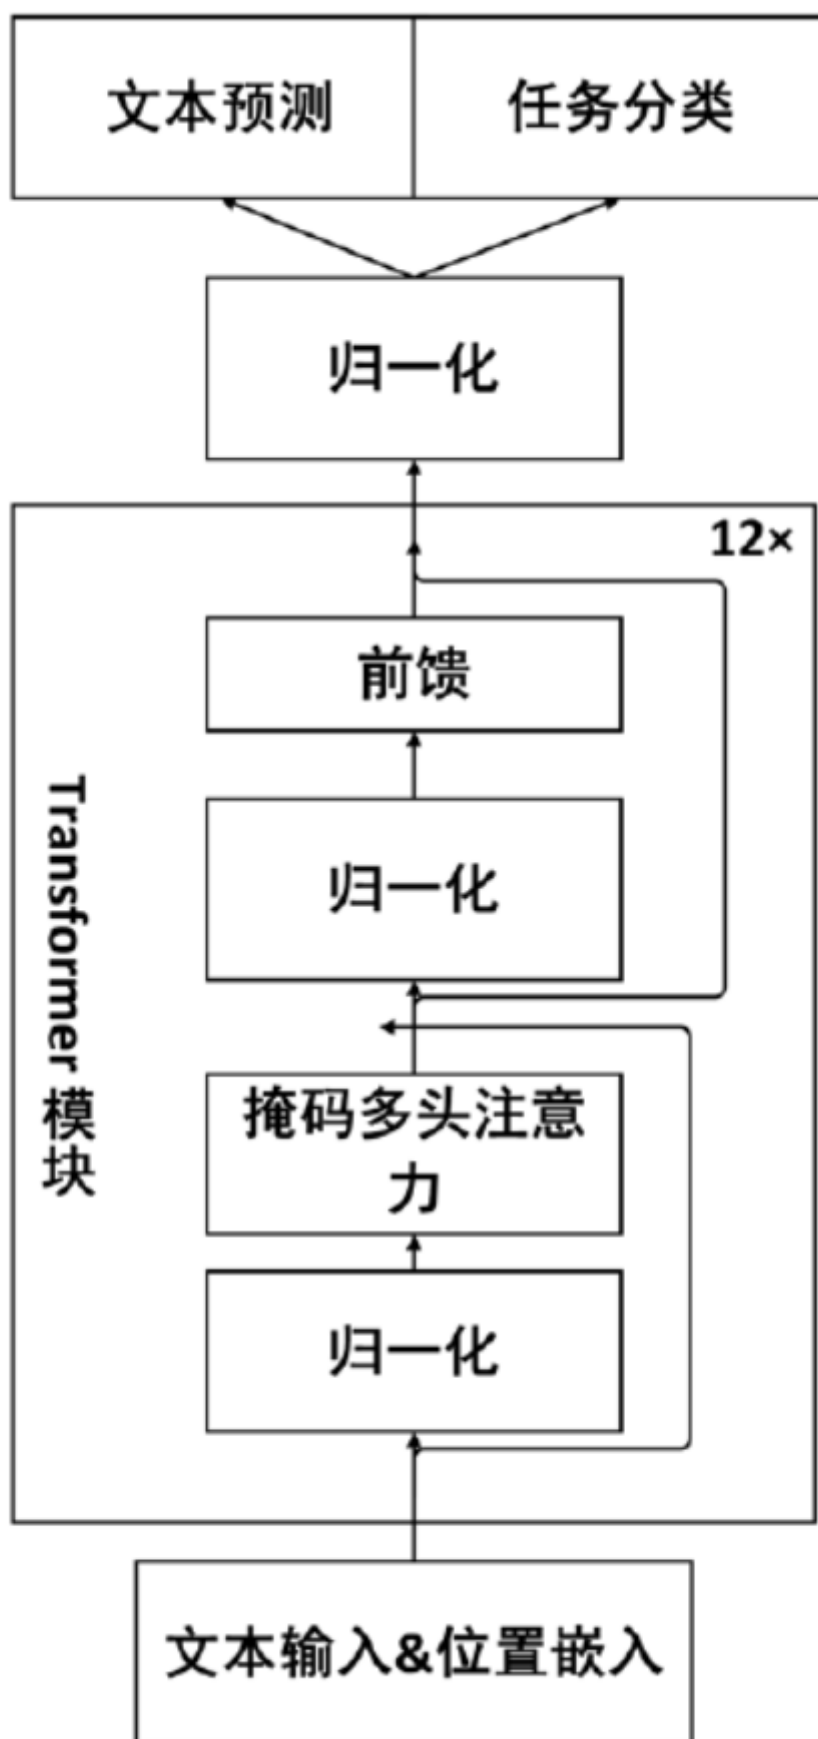 文本预测
任务分类
归一化
12×
前馈
归一化
Transformer 模块
掩码多头注意
力
归一化
文本输入&位置嵌入